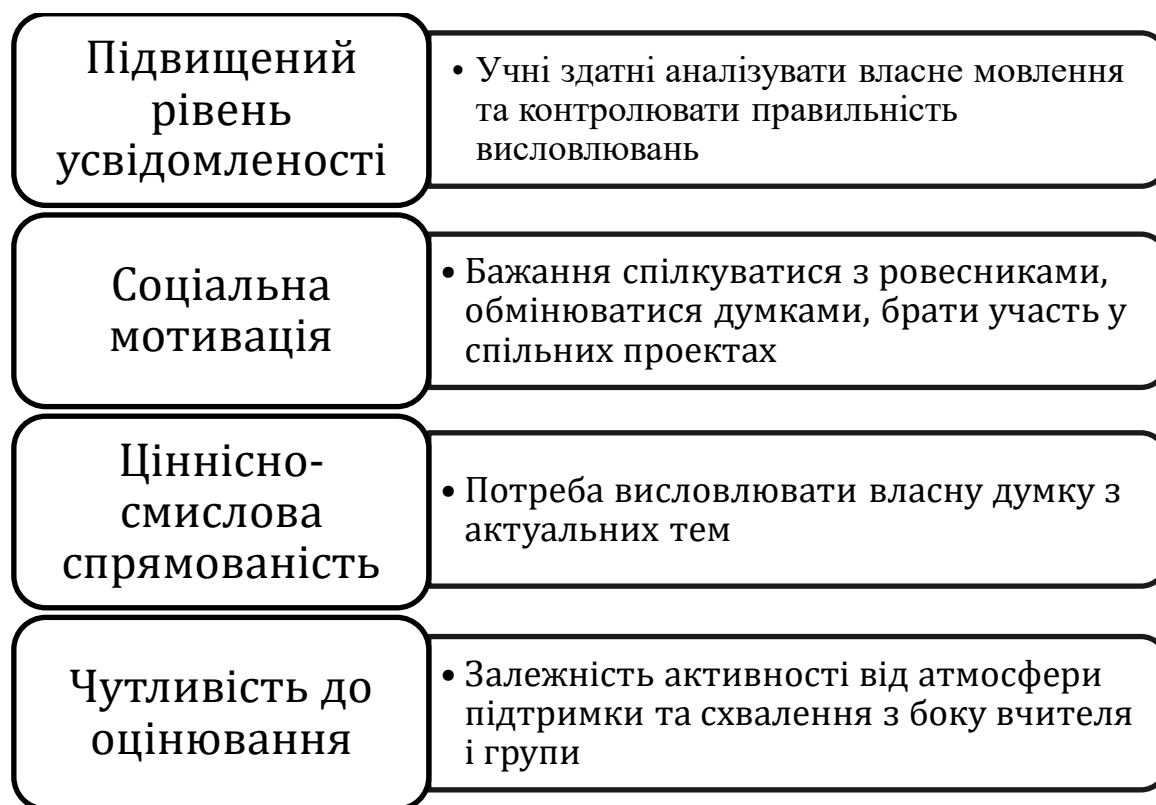 Підвищений
рівень
усвідомленості
• Учні здатні аналізувати власне мовлення
та контролювати правильність
висловлювань
Соціальна
мотивація
• Бажання спілкуватися з ровесниками,
обмінюватися думками, брати участь у
спільних проектах
Ціннісно-
смислова
спрямованість
• Потреба висловлювати власну думку з
актуальних тем
Чутливість до
оцінювання
• Залежність активності від атмосфери
підтримки та схвалення з боку вчителя
і групи